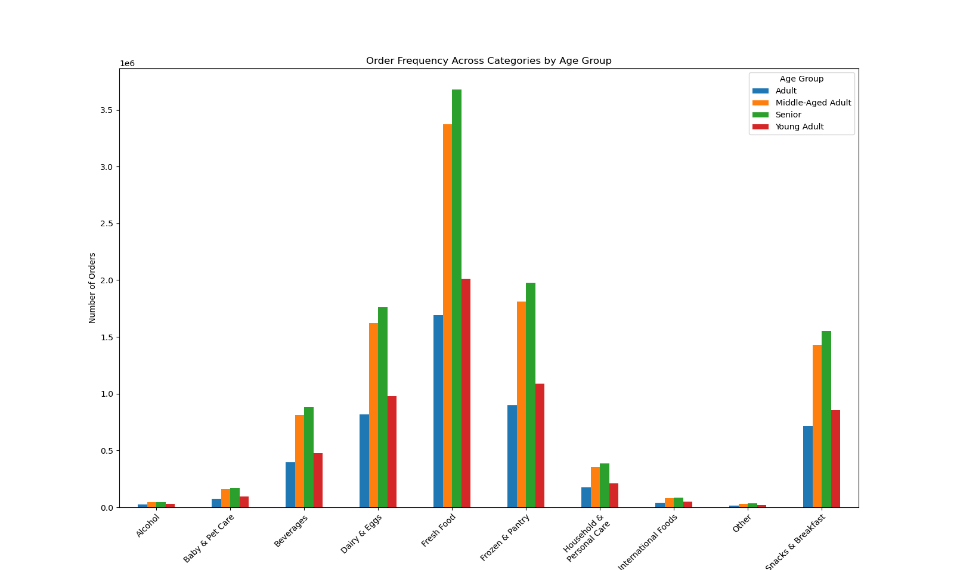 Order Frequency Across Categories by Age Group
1e6
Age Group
Adult
Middle-Aged Adult
Senior
Young Adult
3.5
3.0
2.5
2.0
1.5
1.0
0.5
0.0
Number of Orders
Alcohol
Baby & Pet Care
Beverages
Dairy & Eggs
Fresh Food
Frozen & Pantry
Household &
Personal Care
International Foods
Other
Snacks & Breakfast